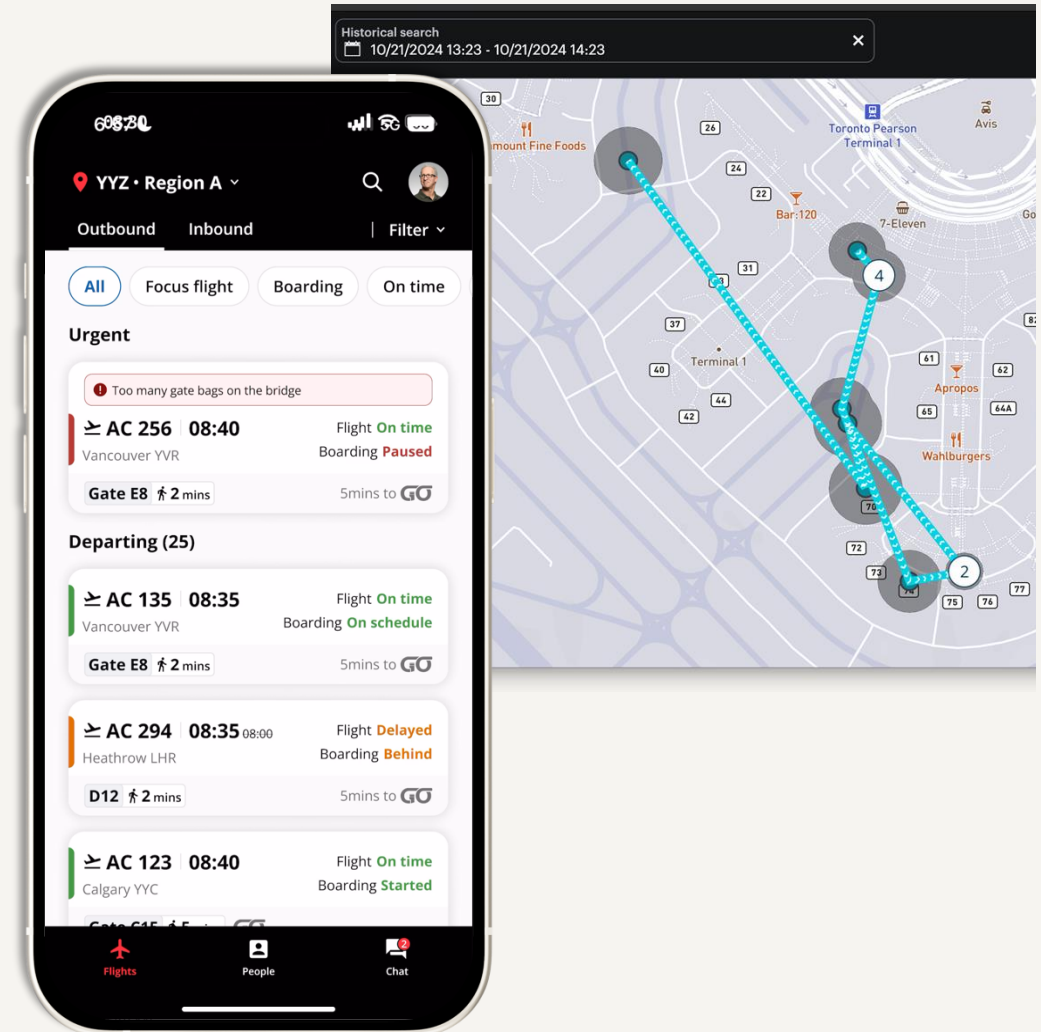 Historical search
10/21/2024 13:23 - 10/21/2024 14:23
30
26
mount Fine Foods
Toronto Pearson
Terminal 1
Avis
24
22
Bar:120
7-Eleven
Go
31
4
37
82
Terminal 1
40
44
42
61
62
Apropos
65
64A
Wahlburgers
70
72
73
74
2
75
76
77
YYZ • Region A
Outbound
Inbound
Filter
All
Focus flight
Boarding
On time
Urgent
Too many gate bags on the bridge
AC 256 08:40
Flight On time
Vancouver YVR
Boarding Paused
Gate E8 2 mins
5mins to GO
Departing (25)
AC 135 08:35
Flight On time
Vancouver YVR
Boarding On schedule
Gate E8 2 mins
5mins to GO
AC 294 08:35 08:00
Flight Delayed
Heathrow LHR
Boarding Behind
D12 2 mins
5mins to GO
AC 123 08:40
Flight On time
Calgary YYC
Boarding Started
Flights
People
2
Chat